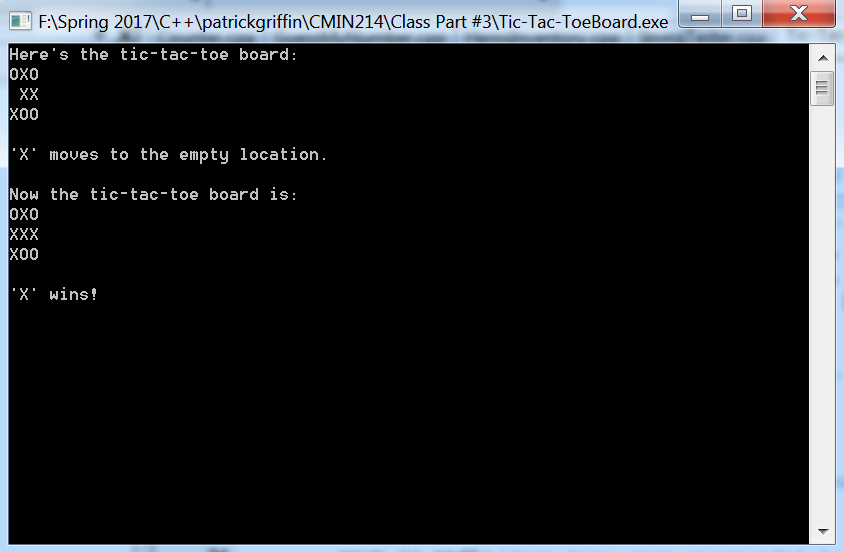 F:\Spring 2017\C++\patrickgriffin\CMIN214\Class Part #3\Tic-Tac-ToeBoard.exe
Here's the tic-tac-toe board:
OXO
 XX
XOO
'X' moves to the empty location.
Now the tic-tac-toe board is:
OXO
XXX
XOO
'X' wins!